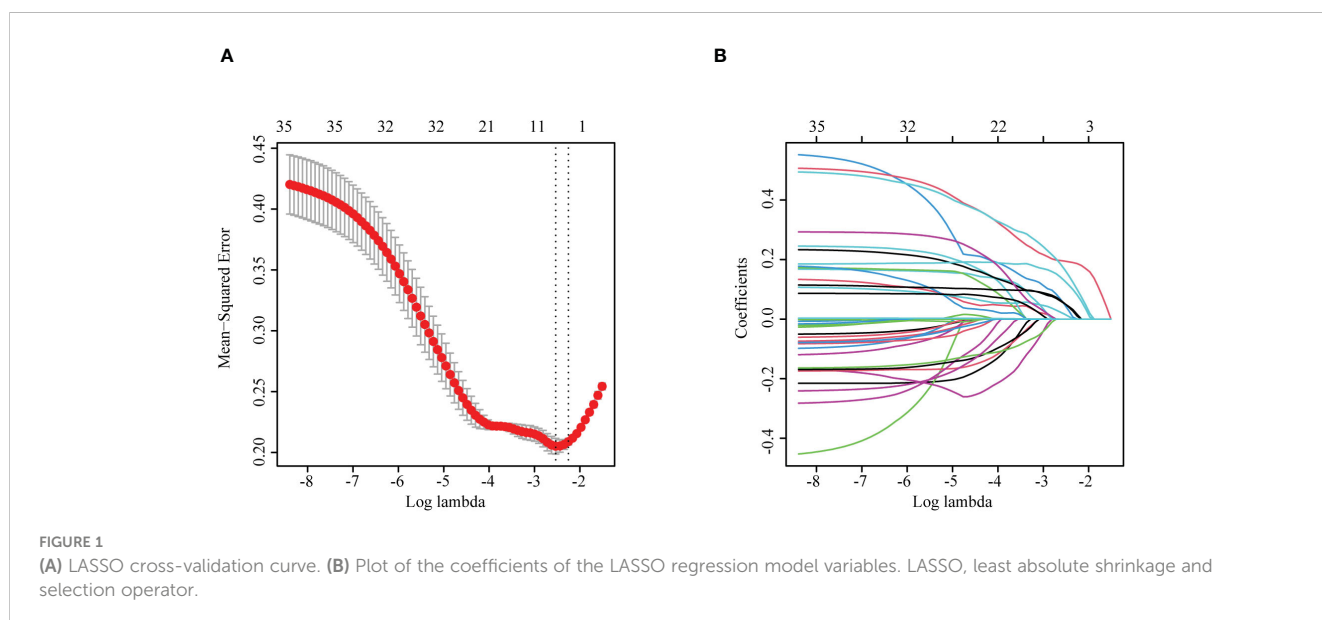 A
B
35 35 32 32 21 11 1
0.45
0.40
0.35
0.30
0.25
0.20
Mean−Squared Error
-8 -7 -6 -5 -4 -3 -2
Log lambda
35 32 22 3
0.4
0.2
0.0
-0.2
-0.4
Coefficients
-8 -7 -6 -5 -4 -3 -2
Log lambda
FIGURE 1
(A) LASSO cross-validation curve. (B) Plot of the coefficients of the LASSO regression model variables. LASSO, least absolute shrinkage and
selection operator.